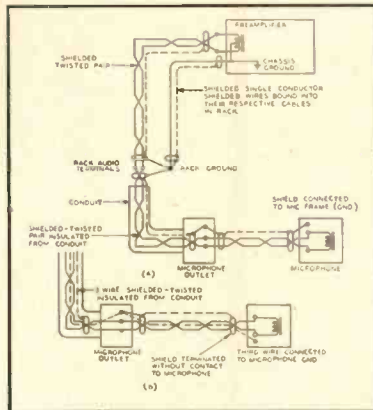 PREAMPLIFIER
SHIELDED
TWISTED PAIR
CHASSIS
GROUND
SHIELDED SINGLE CONDUCTOR
SHIELDED WIRES BOUND INTO
THEIR RESPECTIVE CABLES
IN RACK
RACK AUDIO
TERMINALS
RACK GROUND
CONDUIT
SHIELD CONNECTED
TO MIC FRAME (GND)
SHIELDED-TWISTED
PAIR INSULATED
FROM CONDUIT
(A)
MICROPHONE
OUTLET
MICROPHONE
3 WIRE SHIELDED-TWISTED
INSULATED FROM CONDUIT
MICROPHONE
OUTLET
SHIELD TERMINATED
WITHOUT CONTACT
TO MICROPHONE
THIRD WIRE CONNECTED
TO MICROPHONE GND
(B)